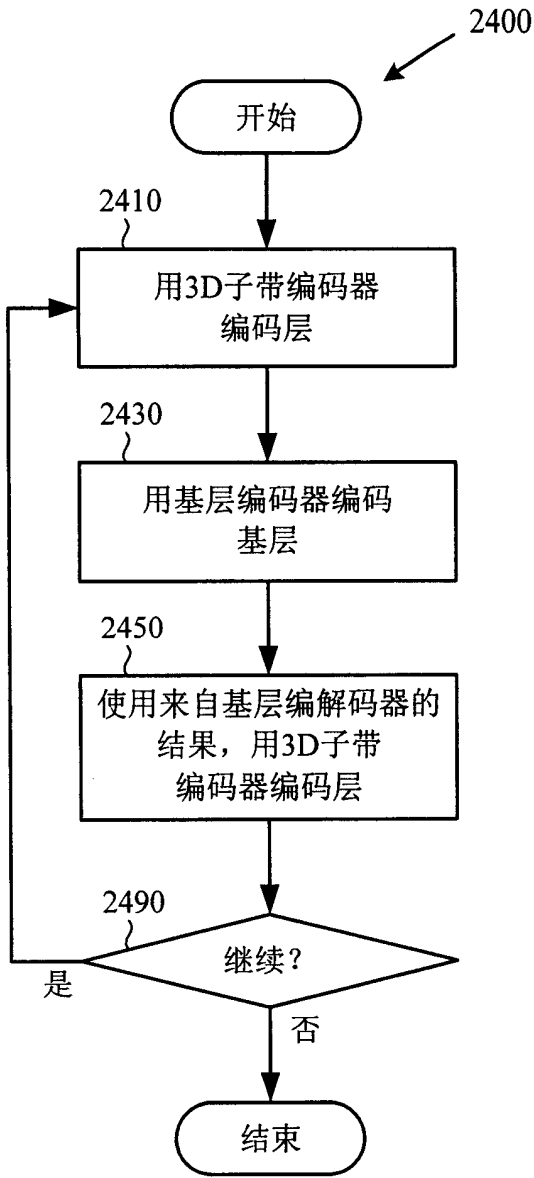 2400
开始
2410
用3D子带编码器
编码层
2430
用基层编码器编码
基层
2450
使用来自基层编解码器的
结果，用3D子带
编码器编码层
2490
继续？
是
否
结束